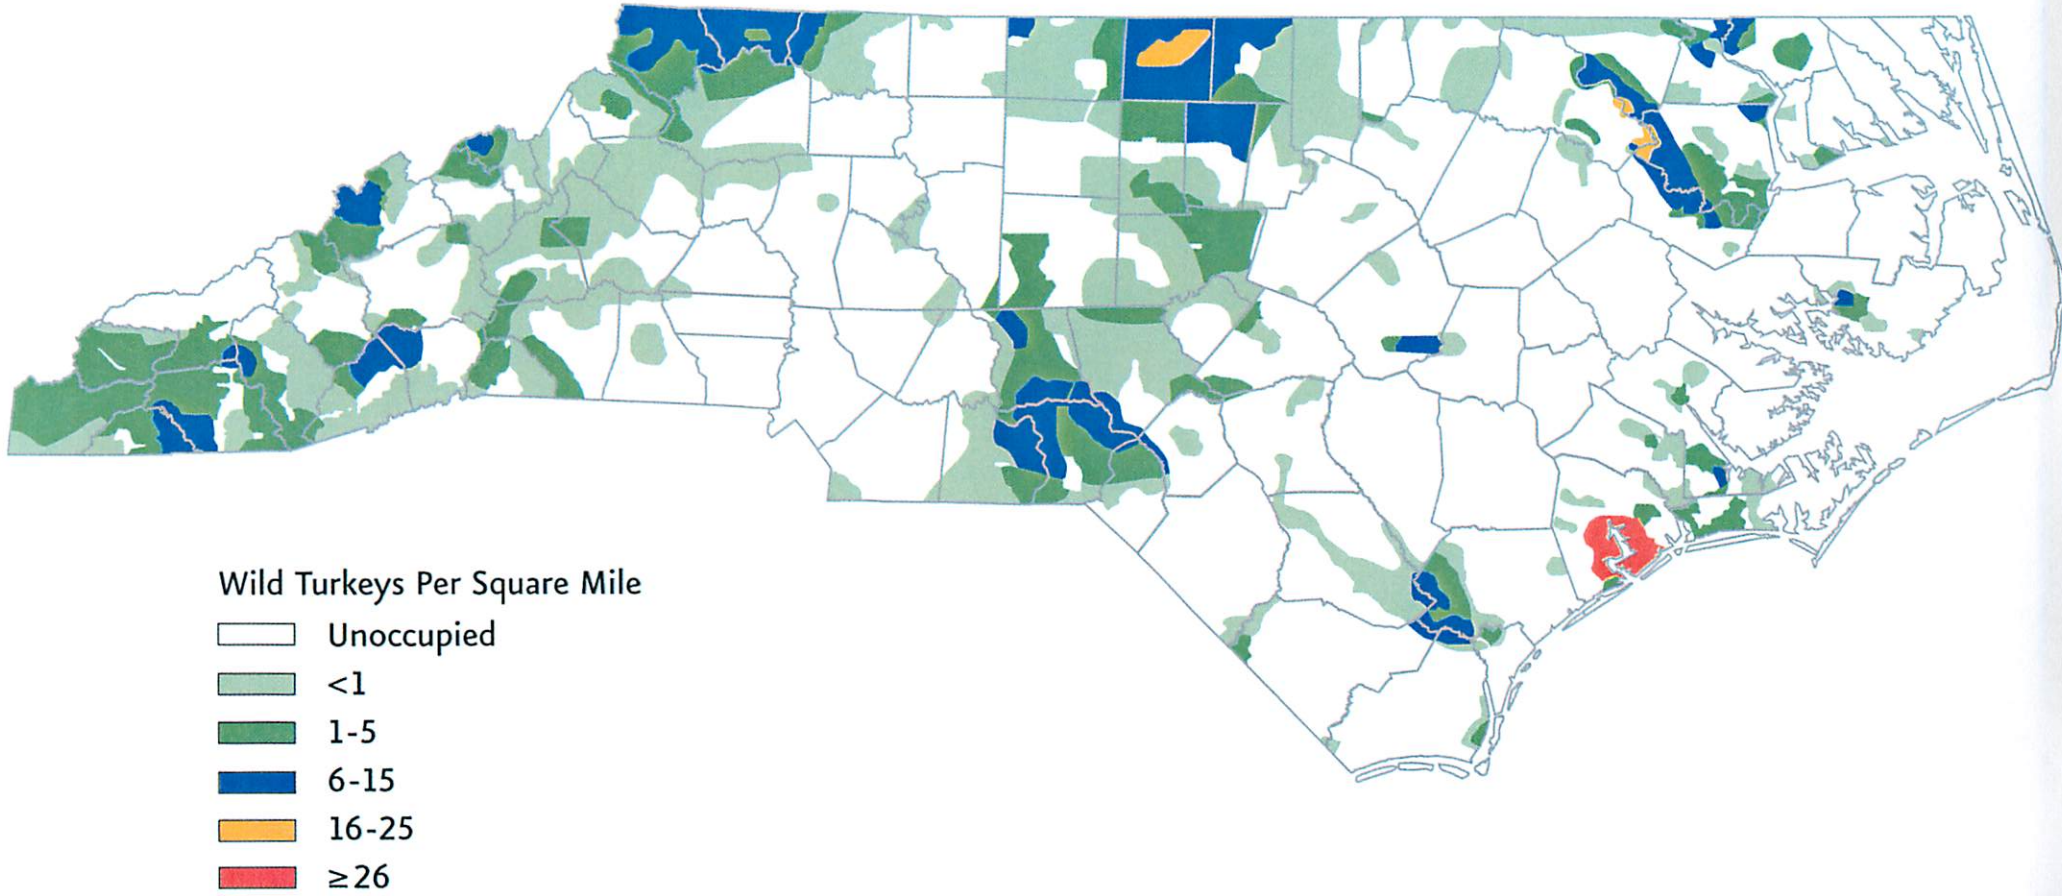 Wild Turkeys Per Square Mile
Unoccupied
<1
1-5
6-15
16-25
≥26